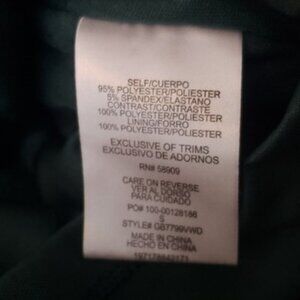 SELF/CUERPO
95% POLYESTER/POLIESTER
5% SPANDEX/ELASTANO
CONTRAST/CONTRASTE
100% POLYESTER/POLIESTER
LINING/FORRO
100% POLYESTER/POLIESTER
EXCLUSIVE OF TRIMS
EXCLUSIVO DE ADORNOS
RN# 58909
CARE ON REVERSE
VER AL DORSO
PARA CUIDADO
PO# 100-00128186
S
STYLE# GB7799VWD
MADE IN CHINA
HECHO EN CHINA